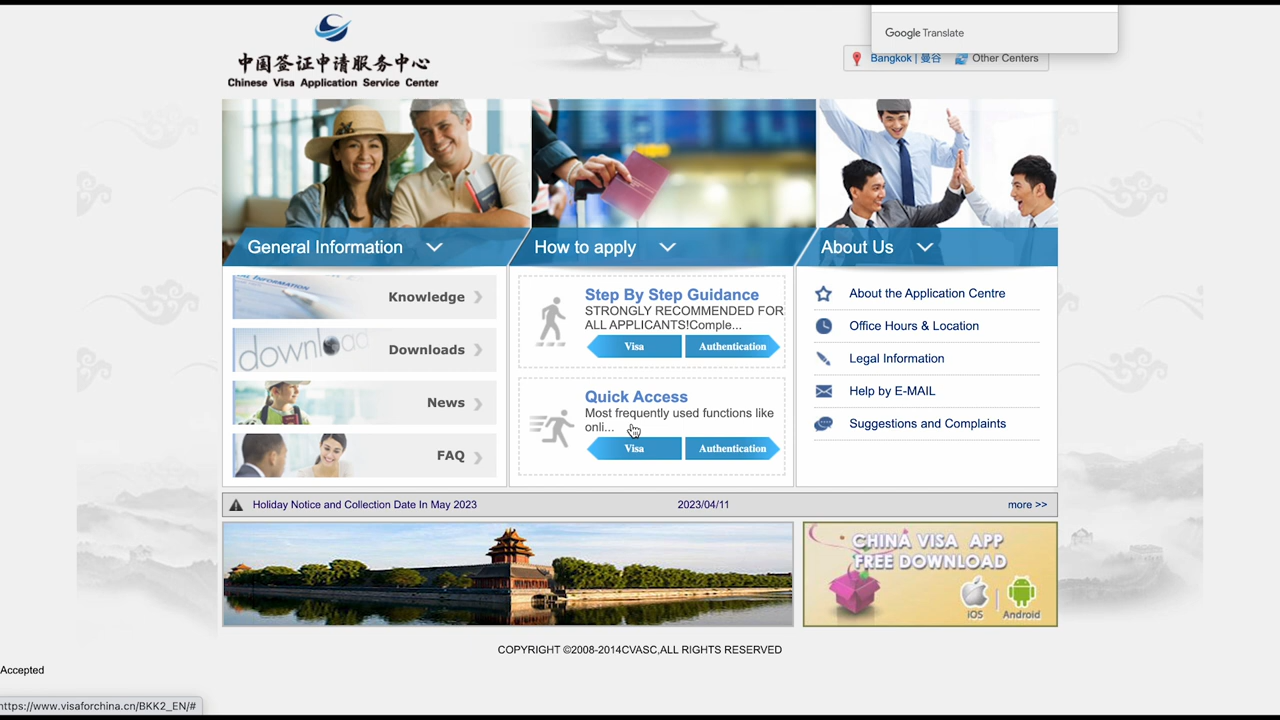 Google Translate
中国签证申请服务中心
Chinese Visa Application Service Center
Bangkok | 曼谷
Other Centers
General Information
How to apply
About Us
Knowledge
Downloads
News
FAQ
Step By Step Guidance
STRONGLY RECOMMENDED FOR
ALL APPLICANTS!Comple...
Visa
Authentication
Quick Access
Most frequently used functions like
onli...
Visa
Authentication
About the Application Centre
Office Hours & Location
Legal Information
Help by E-MAIL
Suggestions and Complaints
download
Holiday Notice and Collection Date In May 2023
2023/04/11
more >>
CHINA VISA APP
FREE DOWNLOAD
iOS
Android
COPYRIGHT ©2008-2014CVASC,ALL RIGHTS RESERVED
Accepted
https://www.visaforchina.cn/BKK2_EN/#